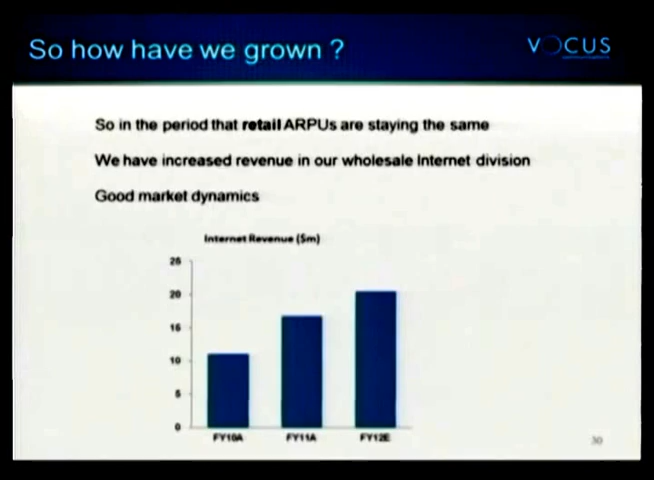 So how have we grown ?
VOCUS
So in the period that retail ARPUs are staying the same
We have increased revenue in our wholesale Internet division
Good market dynamics
Internet Revenue ($m)
25
20
15
10
5
0
FY10A FY11A FY12E
30